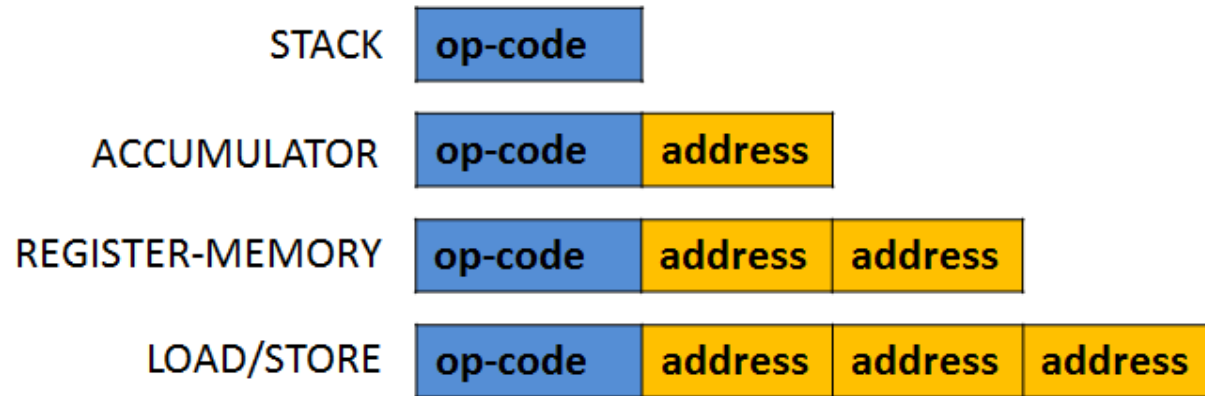 STACK op-code
ACCUMULATOR op-code address
REGISTER-MEMORY op-code address address
LOAD/STORE op-code address address address